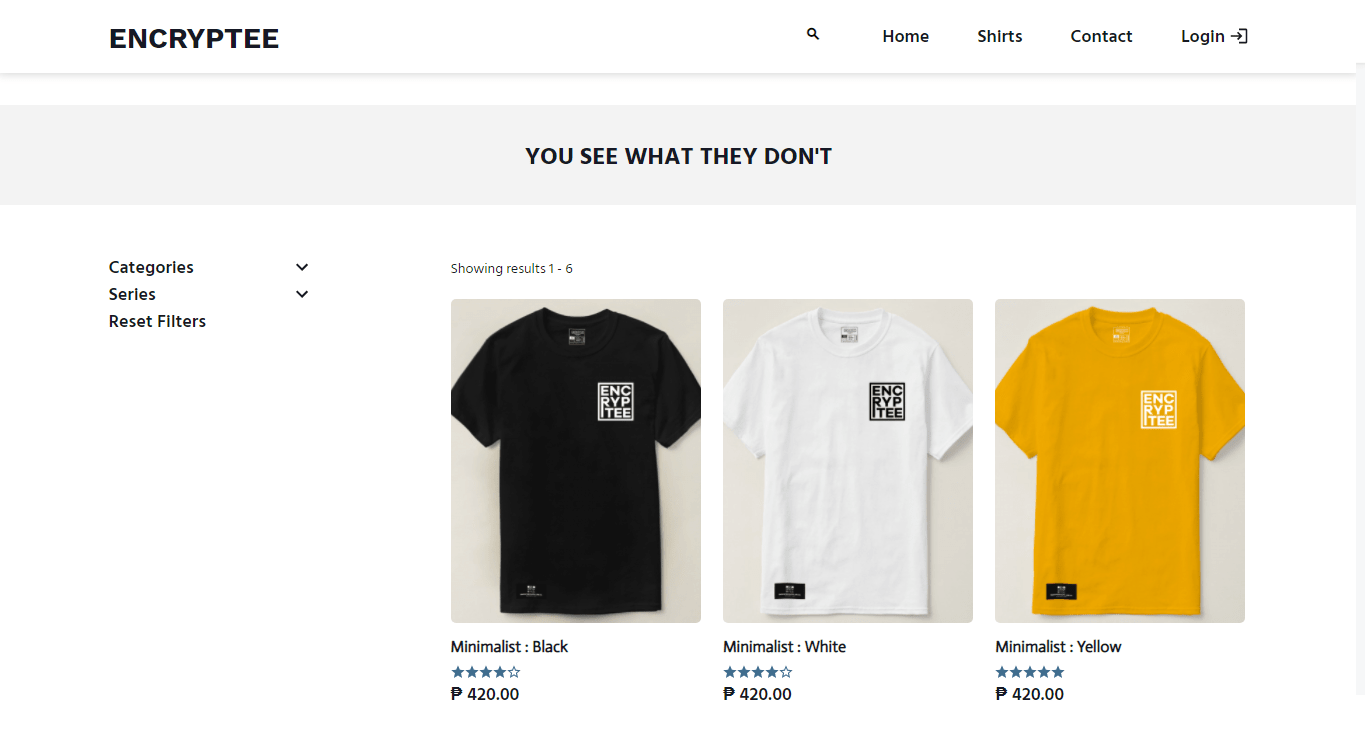 ENCRYPTEE
Home
Shirts
Contact
Login
YOU SEE WHAT THEY DON'T
Categories
Series
Reset Filters
Showing results 1 - 6
ENC
RYP
TEE
ENC
RYP
TEE
ENC
RYP
TEE
Minimalist : Black
Minimalist : White
Minimalist : Yellow
₱ 420.00
₱ 420.00
₱ 420.00